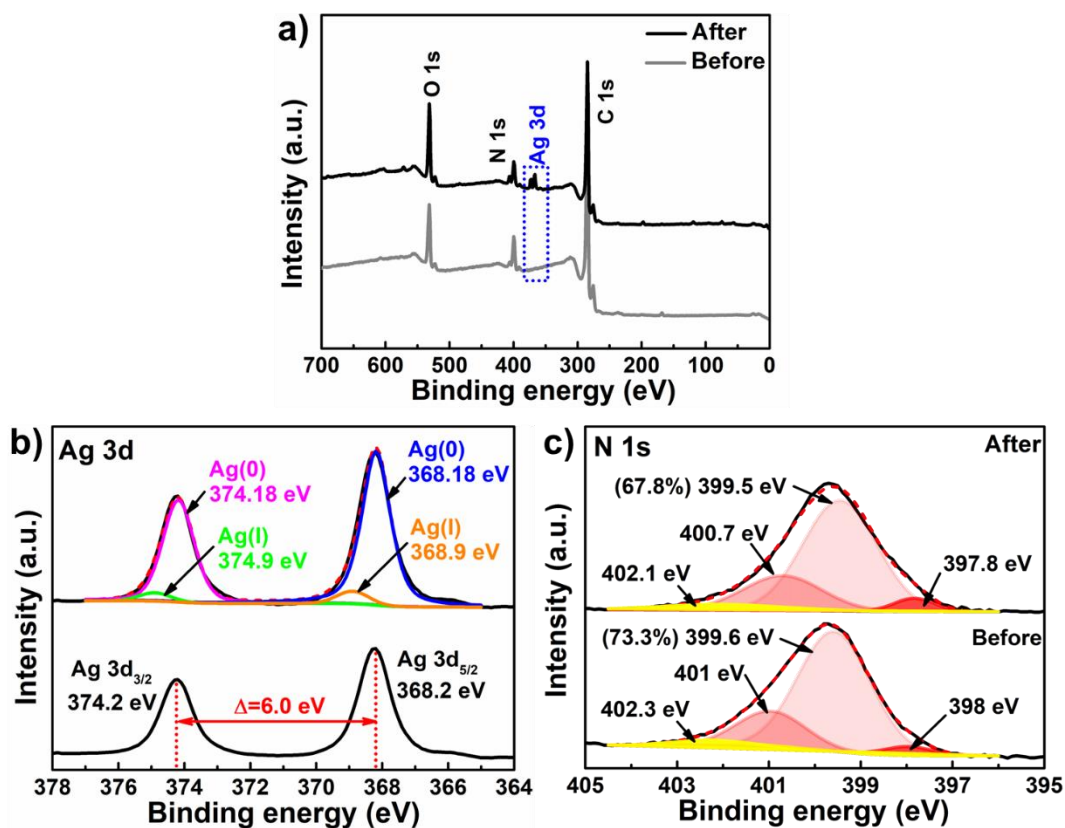 a)
After
Before
O 1s
N 1s
Ag 3d
C 1s
Intensity (a.u.)
700 600 500 400 300 200 100 0
Binding energy (eV)
b) Ag 3d
Ag(0)
374.18 eV
Ag(0)
368.18 eV
Ag(I)
374.9 eV
Ag(I)
368.9 eV
Ag 3d3/2
374.2 eV
Ag 3d5/2
368.2 eV
Δ=6.0 eV
Intensity (a.u.)
378 376 374 372 370 368 366 364
Binding energy (eV)
c) N 1s
After
(67.8%) 399.5 eV
400.7 eV
402.1 eV
397.8 eV
Before
(73.3%) 399.6 eV
401 eV
402.3 eV
398 eV
Intensity (a.u.)
405 403 401 399 397 395
Binding energy (eV)